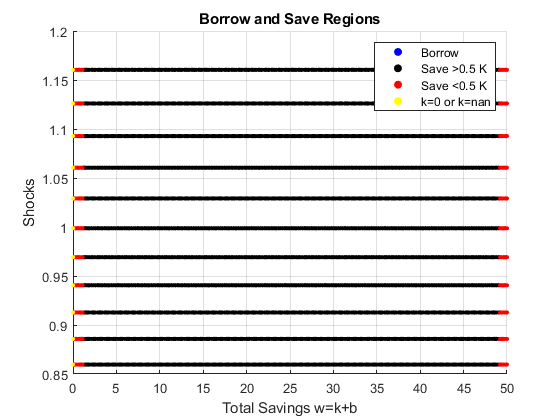 Borrow and Save Regions
1.2
1.15
1.1
1.05
1
0.95
0.9
0.85
Shocks
Borrow
Save >0.5 K
Save <0.5 K
k=0 or k=nan
0 5 10 15 20 25 30 35 40 45 50
Total Savings w=k+b